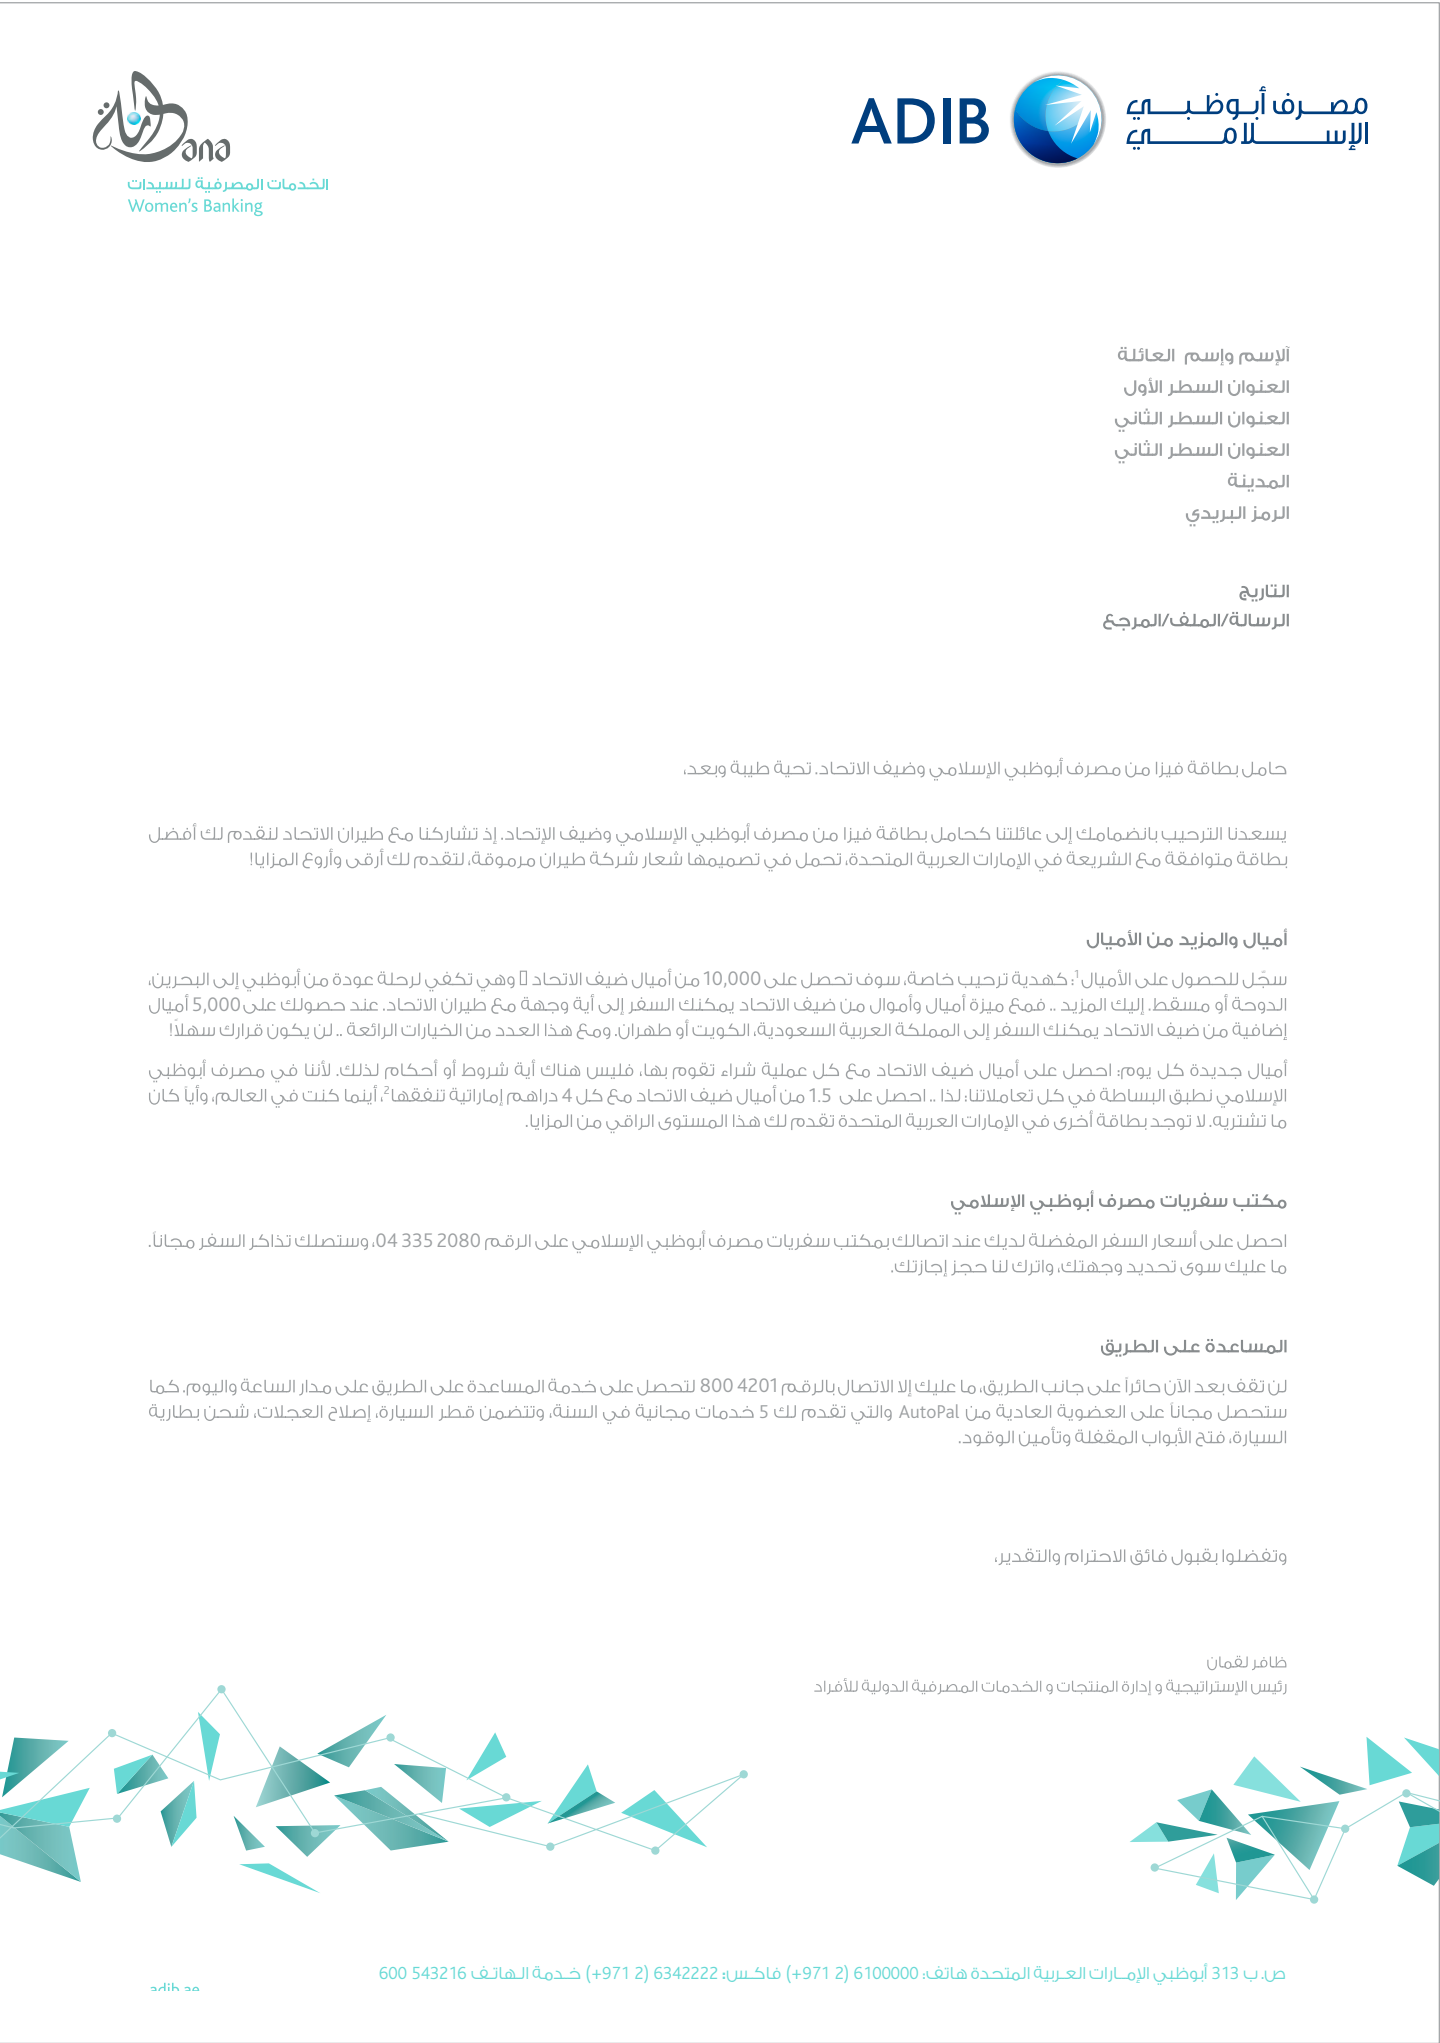 دانة
Dana
الخدمات المصرفية للسيدات
Women's Banking
ADIB
مصرف أبوظبي
الإسلامي
آلإسم وإسم العائلة
العنوان السطر الأول
العنوان السطر الثاني
العنوان السطر الثاني
المدينة
الرمز البريدي
التاريج
الرسالة/الملف/المرجع
حامل بطاقة فيزا من مصرف أبوظبي الإسلامي وضيف الاتحاد. تحية طيبة وبعد،
يسعدنا الترحيب بانضمامك إلى عائلتنا كحامل بطاقة فيزا من مصرف أبوظبي الإسلامي وضيف الإتحاد. إذ تشاركنا مع طيران الاتحاد لنقدم لك أفضل
بطاقة متوافقة مع الشريعة في الإمارات العربية المتحدة، تحمل في تصميمها شعار شركة طيران مرموقة، لتقدم لك أرقى وأروع المزايا!
أميال والمزيد من الأميال
سجّل للحصول على الأميال1: كهدية ترحيب خاصة، سوف تحصل على 10,000 من أميال ضيف الاتحاد ▯ وهي تكفي لرحلة عودة من أبوظبي إلى البحرين،
الدوحة أو مسقط. إليك المزيد .. فمع ميزة أميال وأموال من ضيف الاتحاد يمكنك السفر إلى أية وجهة مع طيران الاتحاد. عند حصولك على 5,000 أميال
إضافية من ضيف الاتحاد يمكنك السفر إلى المملكة العربية السعودية، الكويت أو طهران. ومع هذا العدد من الخيارات الرائعة .. لن يكون قرارك سهلاً!
أميال جديدة كل يوم: احصل على أميال ضيف الاتحاد مع كل عملية شراء تقوم بها، فليس هناك أية شروط أو أحكام لذلك. لأننا في مصرف أبوظبي
الإسلامي نطبق البساطة في كل تعاملاتنا: لذا .. احصل على 1.5 من أميال ضيف الاتحاد مع كل 4 دراهم إماراتية تنفقها2، أينما كنت في العالم، وأياً كان
ما تشتريه. لا توجد بطاقة أخرى في الإمارات العربية المتحدة تقدم لك هذا المستوى الراقي من المزايا.
مكتب سفريات مصرف أبوظبي الإسلامي
احصل على أسعار السفر المفضلة لديك عند اتصالك بمكتب سفريات مصرف أبوظبي الإسلامي على الرقم 2080 335 04، وستصلك تذاكر السفر مجاناً.
ما عليك سوى تحديد وجهتك، واترك لنا حجز إجازتك.
المساعدة على الطريق
لن تقف بعد الآن حائراً على جانب الطريق، ما عليك إلا الاتصال بالرقم 4201 800 لتحصل على خدمة المساعدة على الطريق على مدار الساعة واليوم. كما
ستحصل مجاناً على العضوية العادية من AutoPal والتي تقدم لك 5 خدمات مجانية في السنة، وتتضمن قطر السيارة، إصلاح العجلات، شحن بطارية
السيارة، فتح الأبواب المقفلة وتأمين الوقود.
وتفضلوا بقبول فائق الاحترام والتقدير،
ظافر لقمان
رئيس الإستراتيجية و إدارة المنتجات و الخدمات المصرفية الدولية للأفراد
ص. ب 313 أبوظبي الإمـارات العـربية المتحدة هاتف: 6100000 (2 971+) فاكـس: 6342222 (2 971+) خـدمة الـهاتـف 543216 600
adib.ae